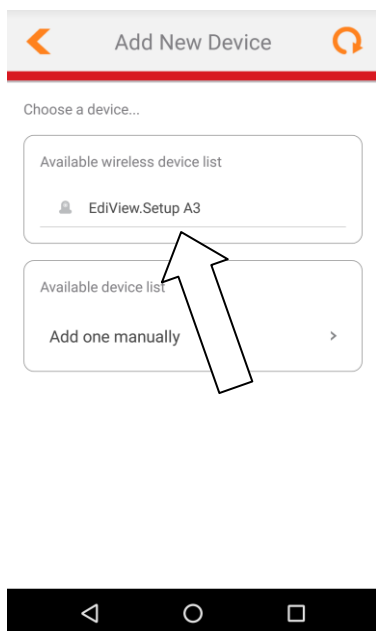 Add New Device
Choose a device...
Available wireless device list
EdiView.Setup A3
Available device list
Add one manually